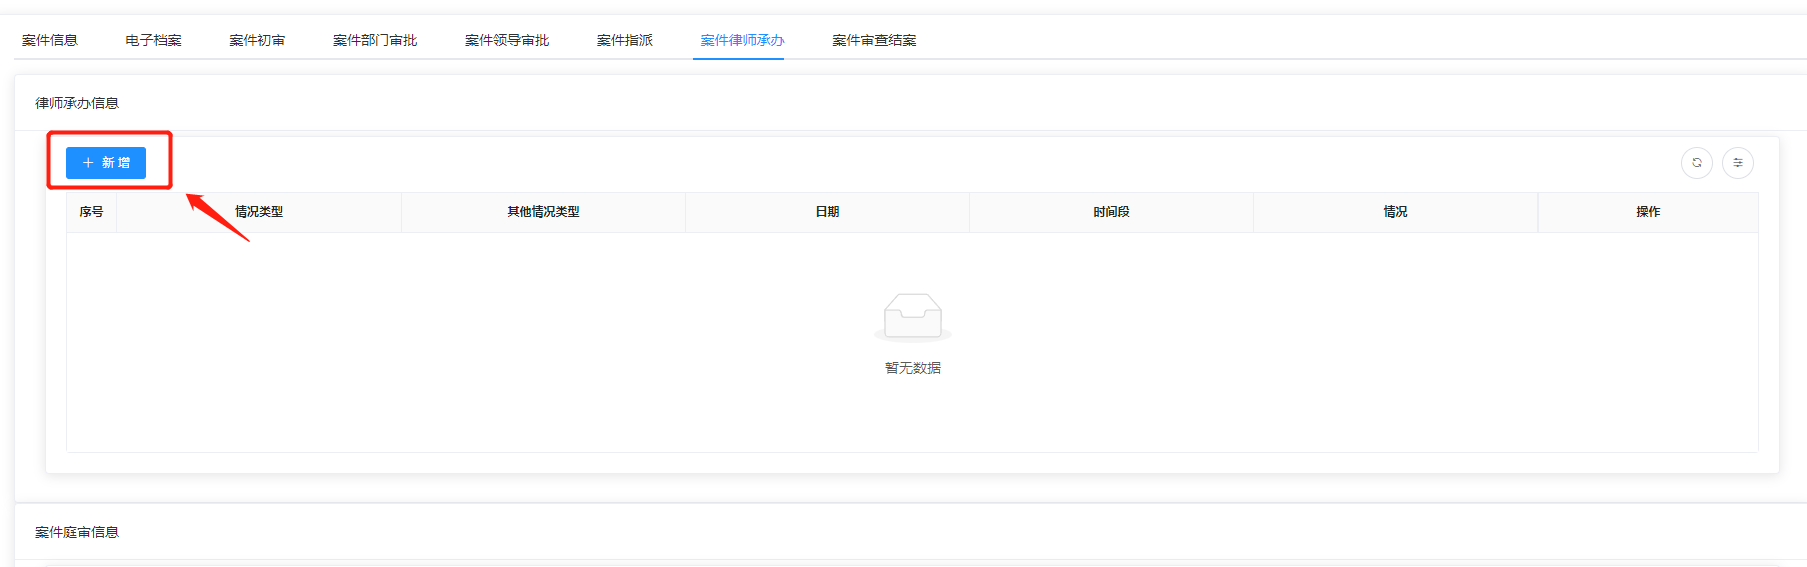 案件信息 电子档案 案件初审 案件部门审批 案件领导审批 案件指派 案件律师承办 案件审查结案
律师承办信息
新 增
序号 情况类型 其他情况类型 日期 时间段 情况 操作
暂无数据
案件庭审信息